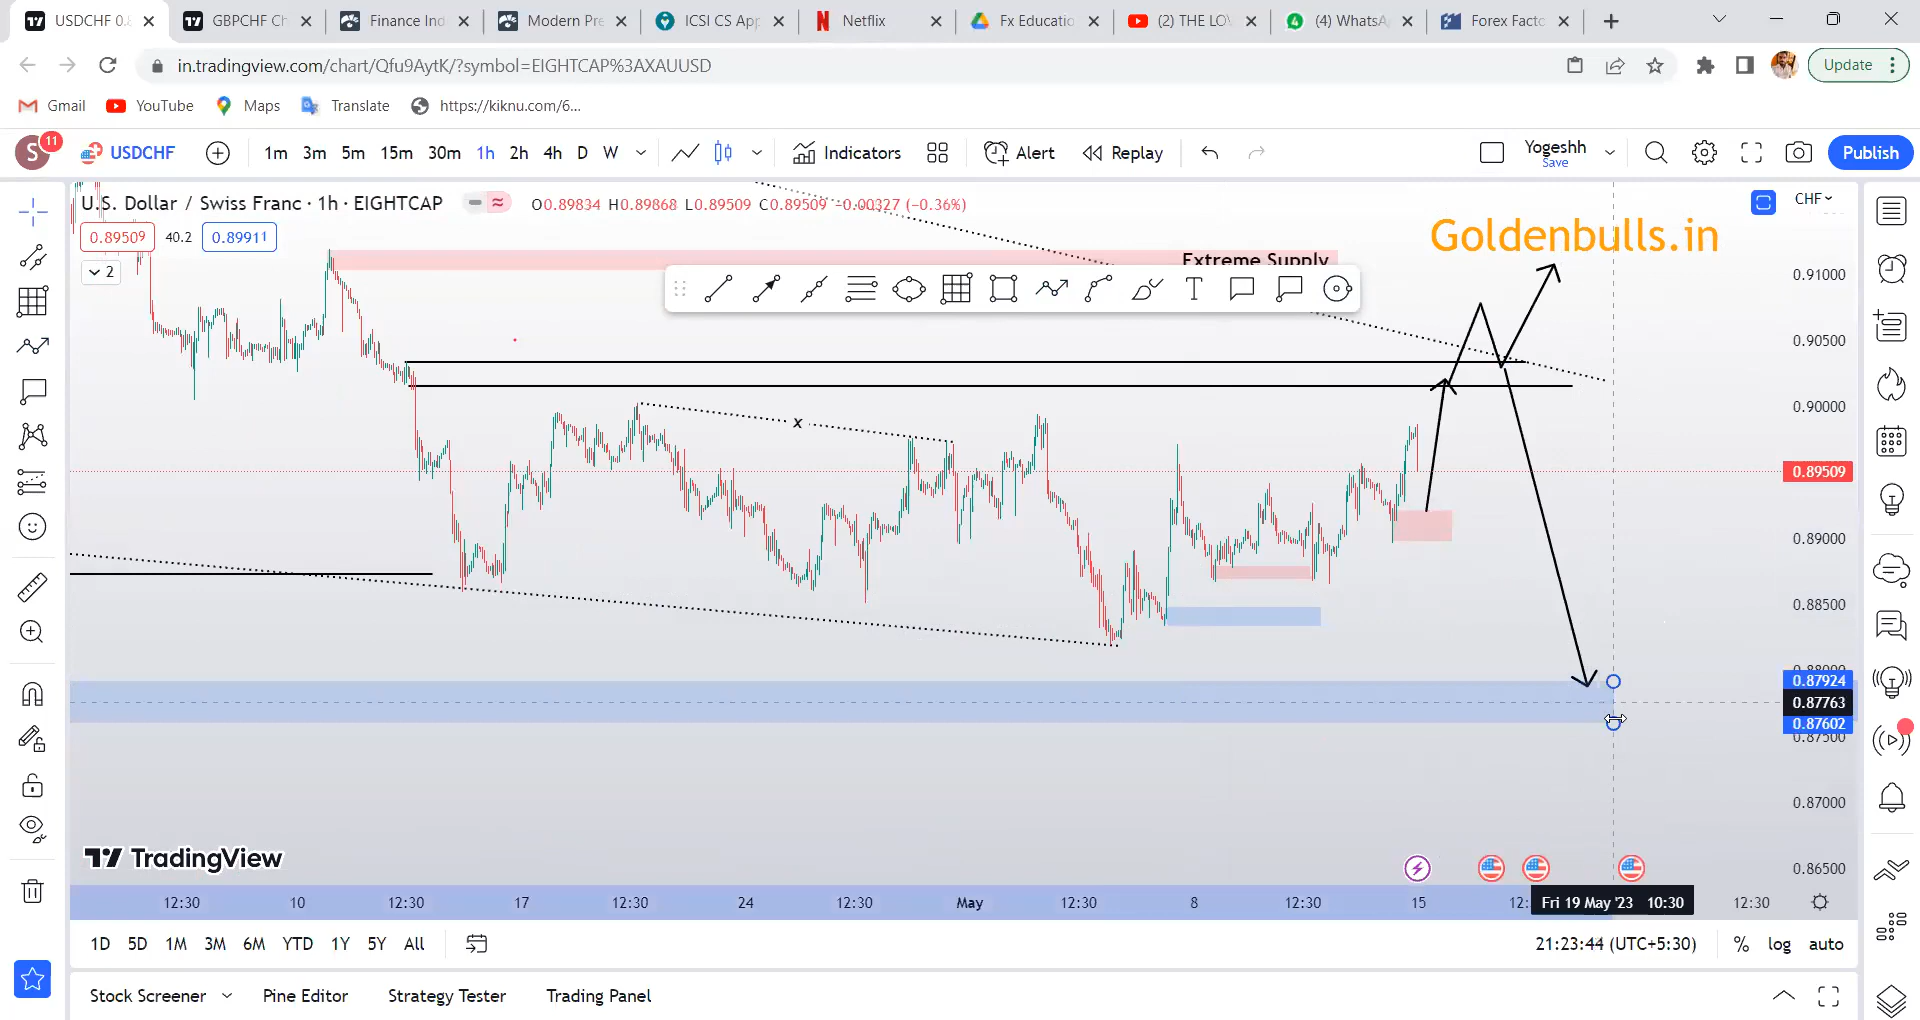 USDCHF 0.8
GBPCHF Ch
Finance Ind
Modern Pre
ICSI CS App
Netflix
Fx Educatio
(2) THE LOV
(4) WhatsA
Forex Facto
in.tradingview.com/chart/Qfu9AytK/?symbol=EIGHTCAP%3AXAUUSD
Update
Gmail
YouTube
Maps
Translate
https://kiknu.com/6...
S
11
USDCHF
1m 3m 5m 15m 30m 1h 2h 4h D W
Indicators
Alert
Replay
Yogeshh
Save
Publish
U.S. Dollar / Swiss Franc · 1h · EIGHTCAP
O0.89834 H0.89868 L0.89509 C0.89509 -0.00327 (-0.36%)
CHF
0.89509
40.2
0.89911
2
Goldenbulls.in
Extreme Supply
T
x
0.91000
0.90500
0.90000
0.89509
0.89000
0.88500
0.88000
0.87924
0.87763
0.87602
0.87500
0.87000
0.86500
TradingView
12:30
10
12:30
17
12:30
24
12:30
May
12:30
8
12:30
15
12:
Fri 19 May '23 10:30
12:30
1D 5D 1M 3M 6M YTD 1Y 5Y All
21:23:44 (UTC+5:30)
% log auto
Stock Screener
Pine Editor
Strategy Tester
Trading Panel